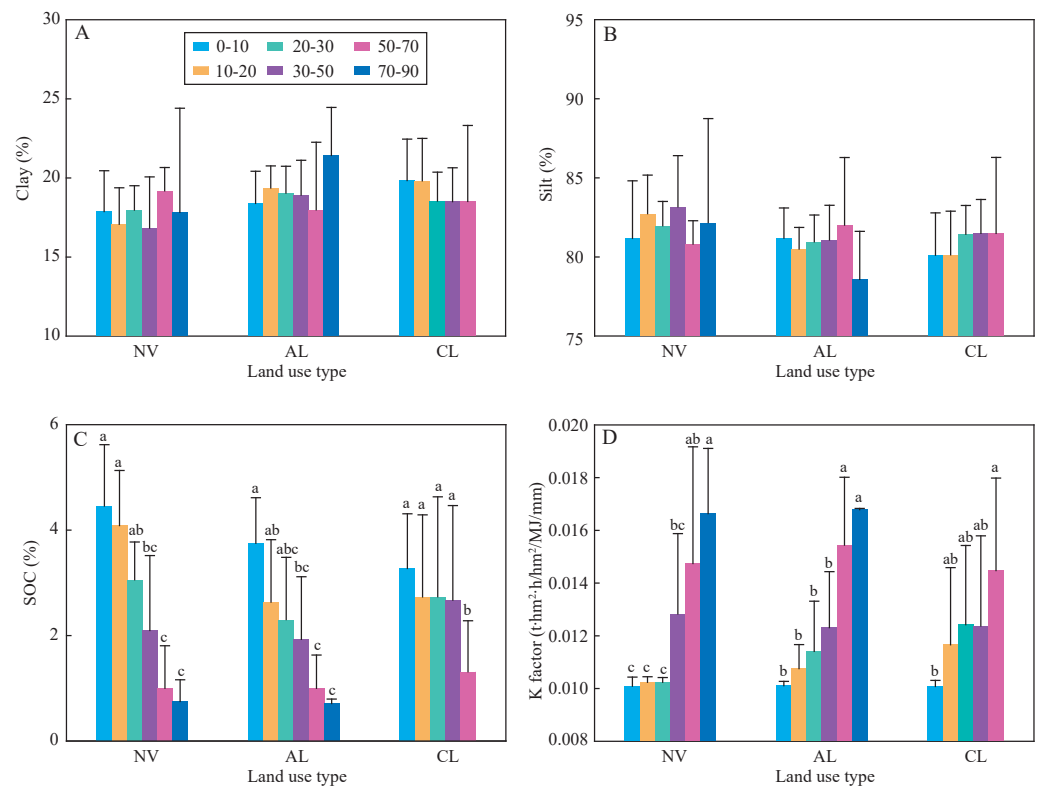 A
30
25
20
15
10
Clay (%)
0-10
20-30
50-70
10-20
30-50
70-90
NV
AL
CL
Land use type
B
95
90
85
80
75
Silt (%)
NV
AL
CL
Land use type
C
6
4
2
0
SOC (%)
a
a
ab
bc
c
c
a
ab
abc
bc
c
c
a
a
a
a
b
NV
AL
CL
Land use type
D
0.020
0.018
0.016
0.014
0.012
0.010
0.008
K factor (t·hm²·h/hm²/MJ/mm)
c
c
c
bc
ab
a
b
b
b
b
a
a
b
ab
ab
ab
a
NV
AL
CL
Land use type